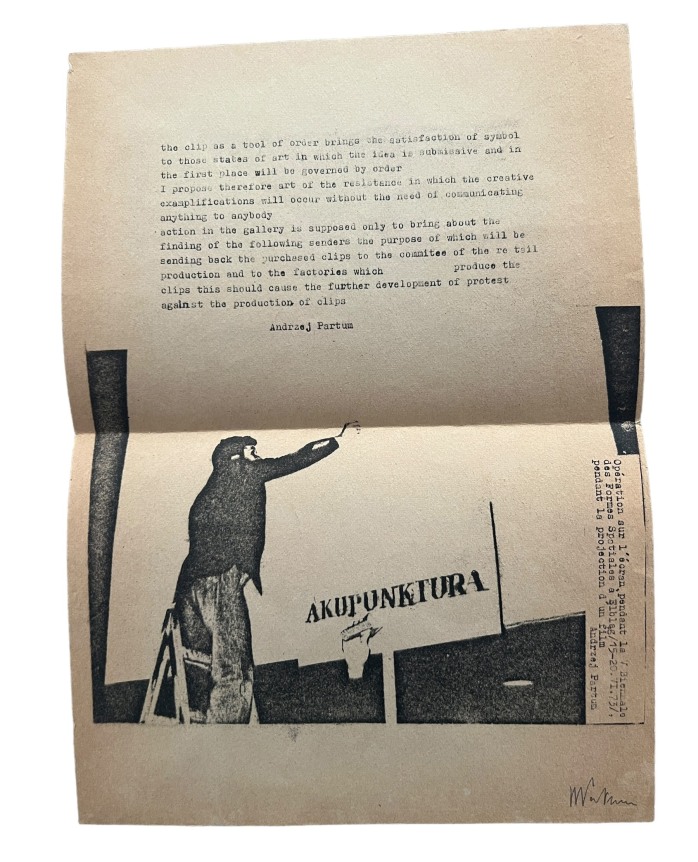 the clip as a tool of order brings the satisfaction of symbol
to those states of art in which the idea is submissive and in
the first place will be governed by order
I propose therefore art of the resistance in which the creative
examplifications will occur without the need of communicating
anything to anybody
action in the gallery is supposed only to bring about the
finding of the following senders the purpose of which will be
sending back the purchased clips to the commitee of the re tail
production and to the factories which produce the
clips this should cause the further development of protest
against the production of clips
Andrzej Partum
AKUPUNKTURA
Opération sur l'écran pendant la V Biennale
des Formes Spatiales à Elbląg/15-20.VI.73/.
pendant la projection d'un film
Andrzej Partum